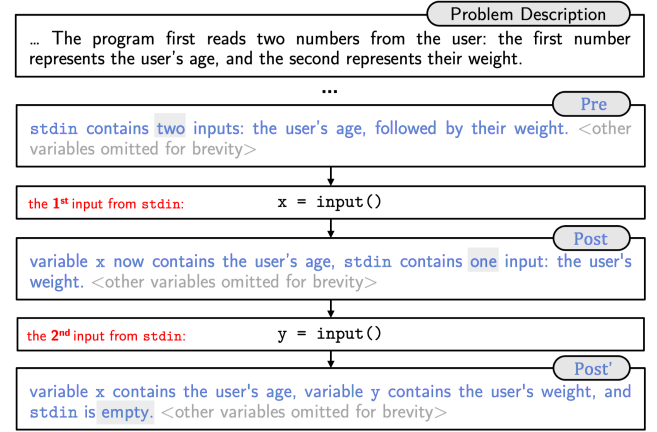 Problem Description
... The program first reads two numbers from the user: the first number
represents the user's age, and the second represents their weight.
...
Pre
stdin contains two inputs: the user's age, followed by their weight. <other
variables omitted for brevity>
the 1st input from stdin: x = input()
Post
variable x now contains the user's age, stdin contains one input: the user's
weight. <other variables omitted for brevity>
the 2nd input from stdin: y = input()
Post'
variable x contains the user's age, variable y contains the user's weight, and
stdin is empty. <other variables omitted for brevity>